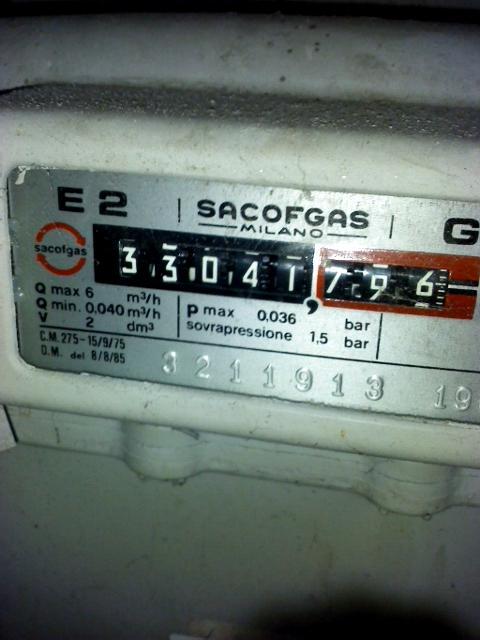 E2 SACOFGAS G
MILANO
sacofgas
33041,796
Q max 6 m³/h
Q min. 0.040 m³/h
V 2 dm³
P max 0,036 bar
sovrapressione 1,5 bar
C.M. 275-15/9/75
D.M. del 8/8/85
3211913 19